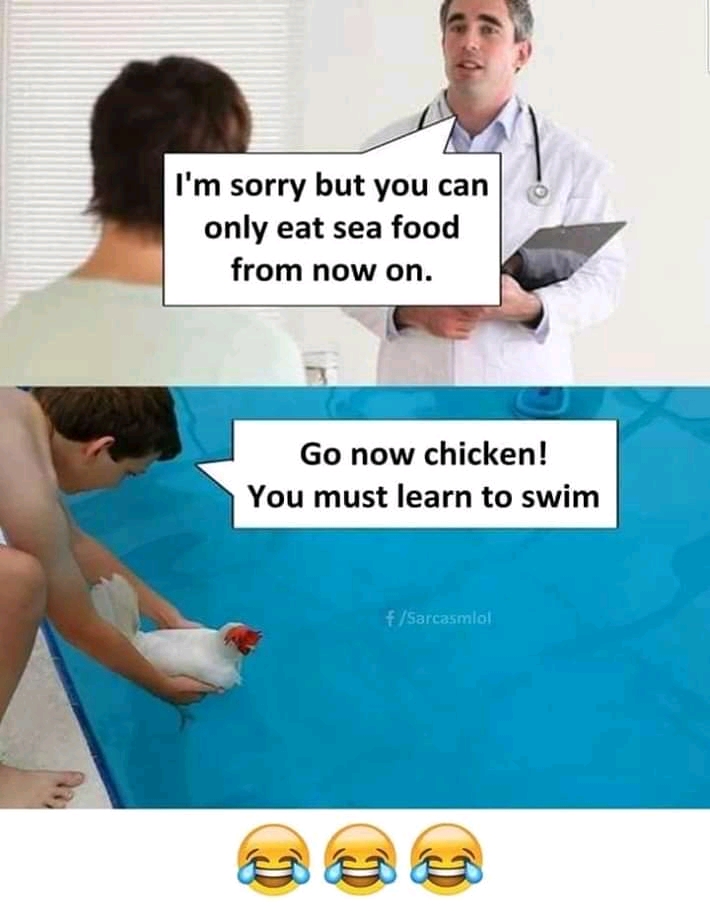 I'm sorry but you can
only eat sea food
from now on.
Go now chicken!
You must learn to swim
f /Sarcasmlol